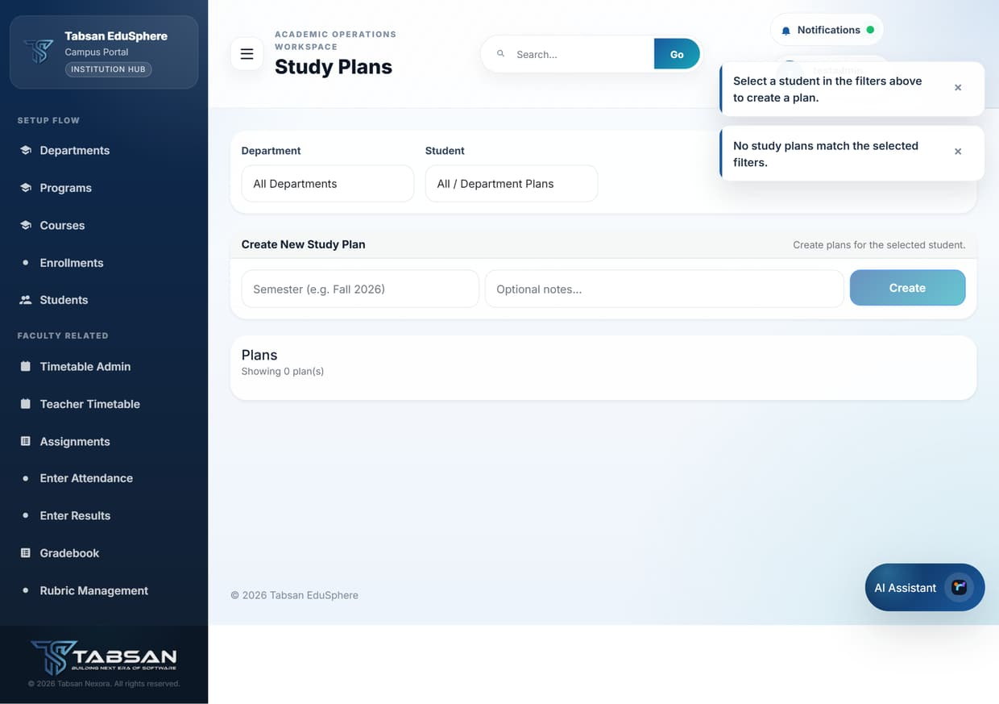 Tabsan EduSphere
Campus Portal
INSTITUTION HUB
SETUP FLOW
Departments
Programs
Courses
Enrollments
Students
FACULTY RELATED
Timetable Admin
Teacher Timetable
Assignments
Enter Attendance
Enter Results
Gradebook
Rubric Management
TABSAN
BUILDING NEXT ERA OF SOFTWARE
© 2026 Tabsan Nexora. All rights reserved.
ACADEMIC OPERATIONS
WORKSPACE
Study Plans
Search...
Go
Notifications
Select a student in the filters above
to create a plan.
×
No study plans match the selected
filters.
×
Department
Student
All Departments
All / Department Plans
Create New Study Plan
Create plans for the selected student.
Semester (e.g. Fall 2026)
Optional notes...
Create
Plans
Showing 0 plan(s)
© 2026 Tabsan EduSphere
AI Assistant